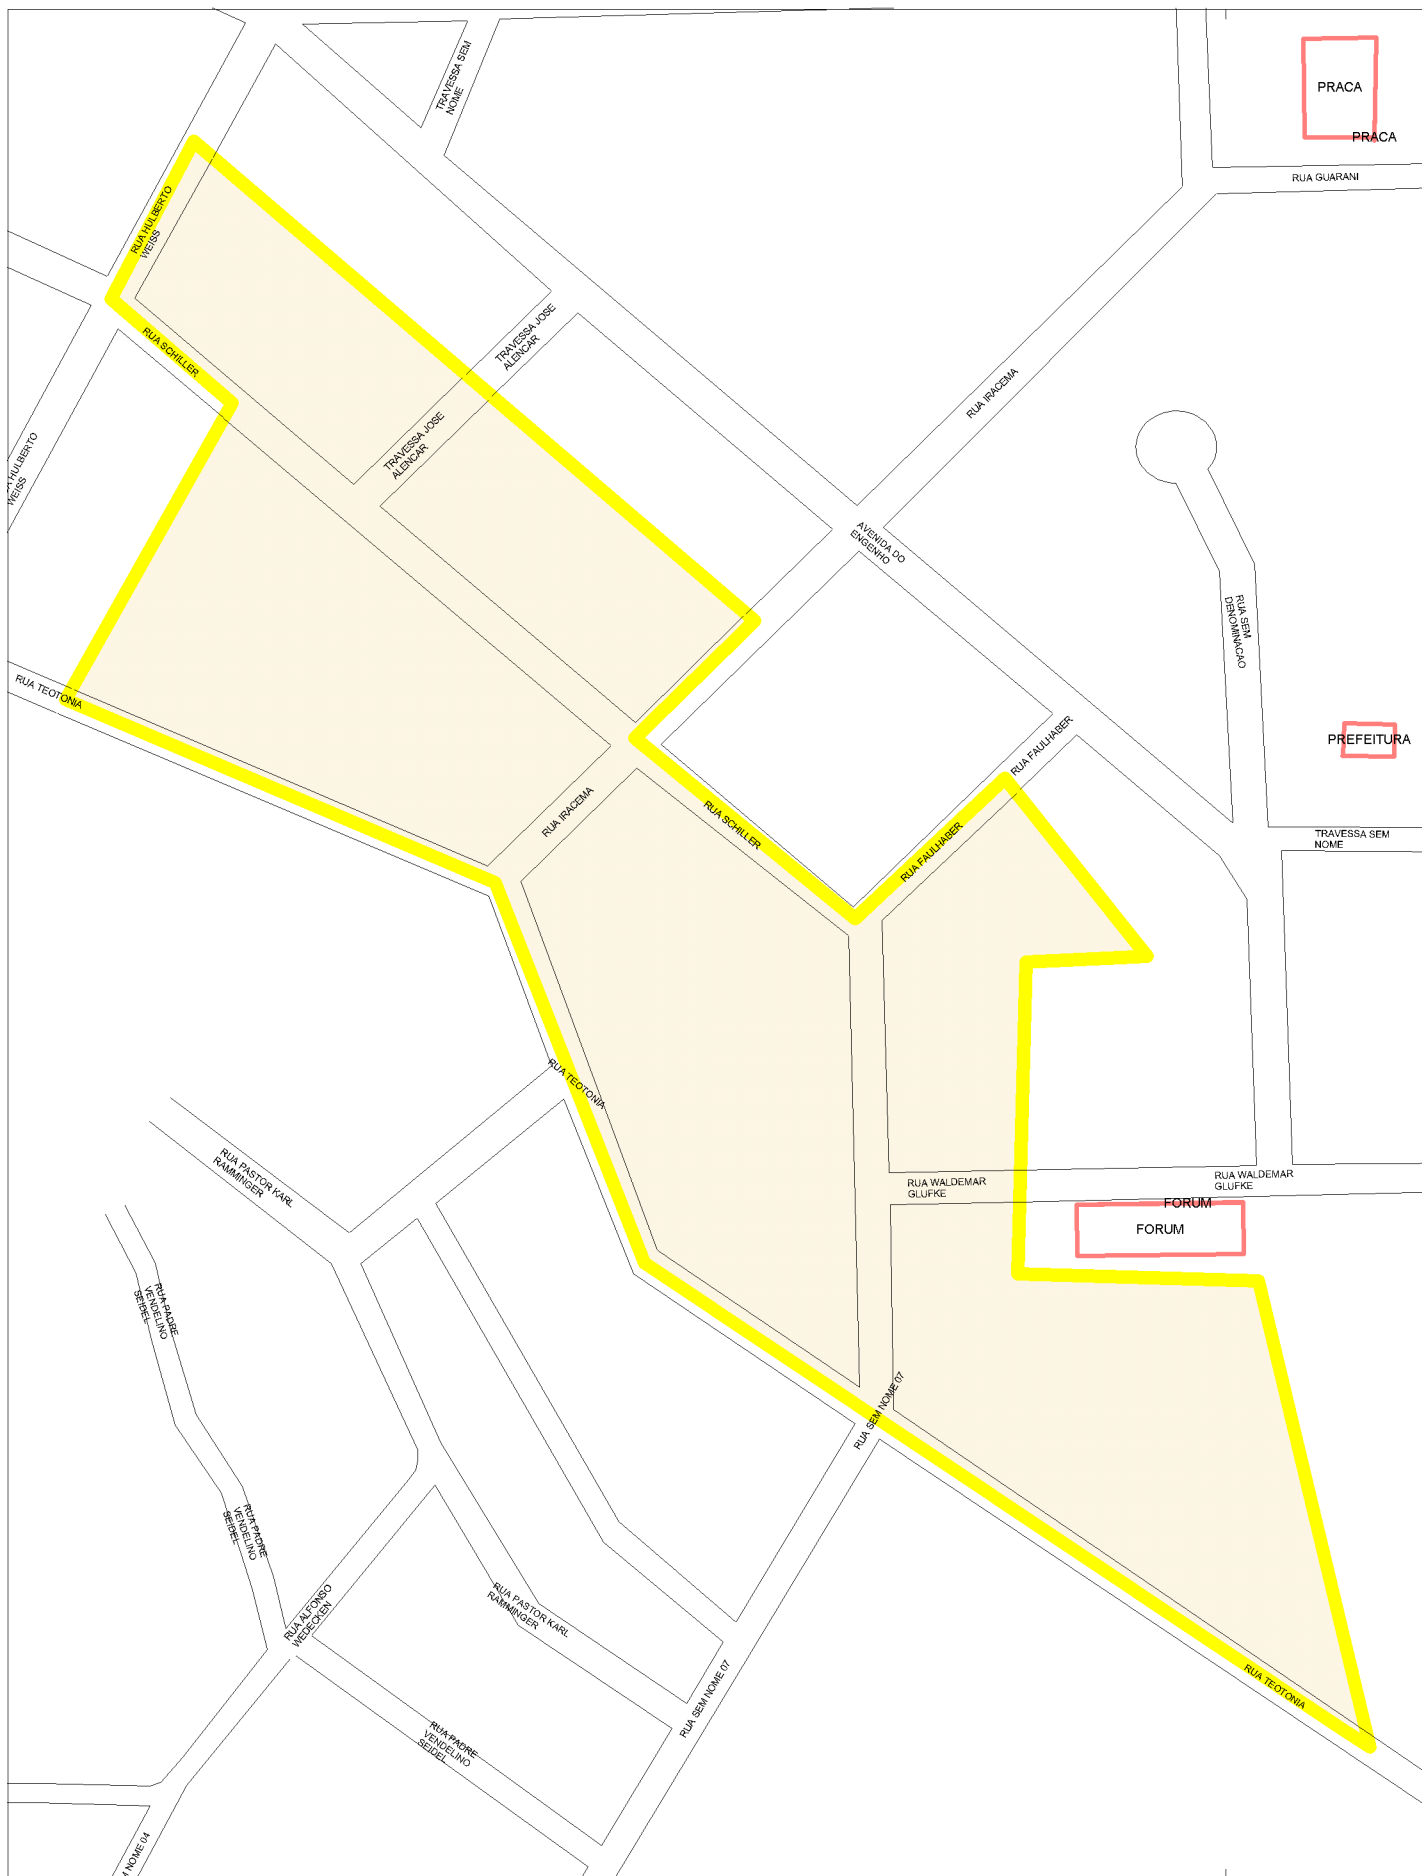 TRAVESSA SEM
NOME
PRACA
PRACA
RUA GUARANI
RUA HULBERTO
WEISS
RUA SCHILLER
TRAVESSA JOSE
ALENCAR
RUA IRACEMA
TRAVESSA JOSE
ALENCAR
HULBERTO
WEISS
AVENIDA DO
ENGENHO
RUA SEM
DENOMINACAO
RUA TEOTONIA
RUA FAULHABER
PREFEITURA
RUA IRACEMA
RUA SCHILLER
RUA FAULHABER
TRAVESSA SEM
NOME
RUA TEOTONIA
RUA PASTOR KARL
RAMMINGER
RUA WALDEMAR
GLUFKE
RUA WALDEMAR
GLUFKE
FORUM
FORUM
RUA PADRE
VENDELINO
SEIDEL
RUA SEM NOME 07
RUA PADRE
VENDELINO
SEIDEL
RUA ALFONSO
WEDECKEN
RUA PASTOR KARL
RAMMINGER
RUA SEM NOME 07
RUA TEOTONIA
RUA PADRE
VENDELINO
SEIDEL
NOME 04